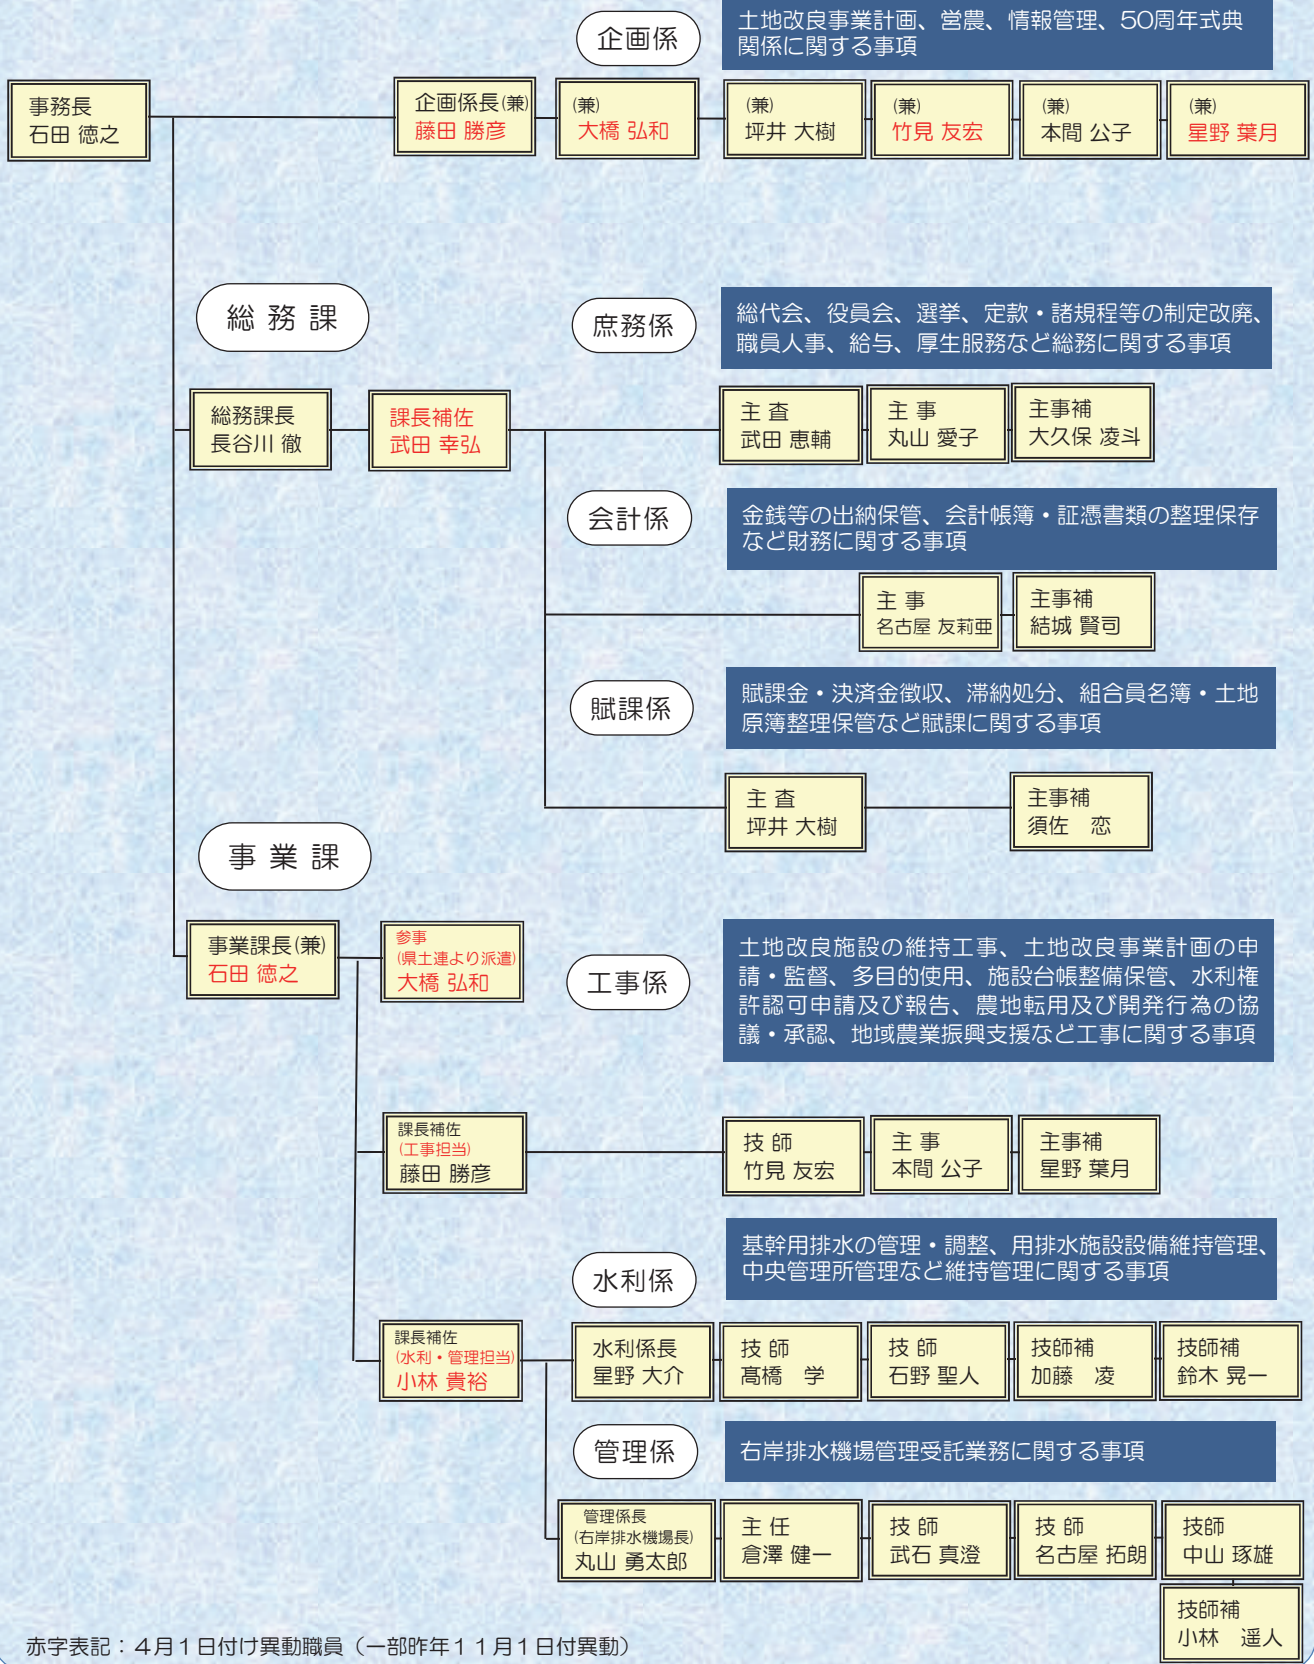 企画係
土地改良事業計画、営農、情報管理、50周年式典
関係に関する事項
事務長
石田 徳之
企画係長(兼)
藤田 勝彦
(兼)
大橋 弘和
(兼)
坪井 大樹
(兼)
竹見 友宏
(兼)
本間 公子
(兼)
星野 葉月
総務課
庶務係
総代会、役員会、選挙、定款・諸規程等の制定改廃、
職員人事、給与、厚生服務など総務に関する事項
総務課長
長谷川 徹
課長補佐
武田 幸弘
主 査
武田 恵輔
主 事
丸山 愛子
主事補
大久保 凌斗
会計係
金銭等の出納保管、会計帳簿・証憑書類の整理保存
など財務に関する事項
主 事
名古屋 友莉亜
主事補
結城 賢司
賦課係
賦課金・決済金徴収、滞納処分、組合員名簿・土地
原簿整理保管など賦課に関する事項
主 査
坪井 大樹
主事補
須佐 恋
事業課
事業課長(兼)
石田 徳之
参事
(県土連より派遣)
大橋 弘和
工事係
土地改良施設の維持工事、土地改良事業計画の申
請・監督、多目的使用、施設台帳整備保管、水利権
許認可申請及び報告、農地転用及び開発行為の協
議・承認、地域農業振興支援など工事に関する事項
課長補佐
(工事担当)
藤田 勝彦
技 師
竹見 友宏
主 事
本間 公子
主事補
星野 葉月
水利係
基幹用排水の管理・調整、用排水施設設備維持管理、
中央管理所管理など維持管理に関する事項
課長補佐
(水利・管理担当)
小林 貴裕
水利係長
星野 大介
技 師
髙橋 学
技 師
石野 聖人
技師補
加藤 凌
技師補
鈴木 晃一
管理係
右岸排水機場管理受託業務に関する事項
管理係長
(右岸排水機場長)
丸山 勇太郎
主 任
倉澤 健一
技 師
武石 真澄
技 師
名古屋 拓朗
技師
中山 琢雄
技師補
小林 遥人
赤字表記：４月１日付け異動職員（一部昨年１１月１日付異動）